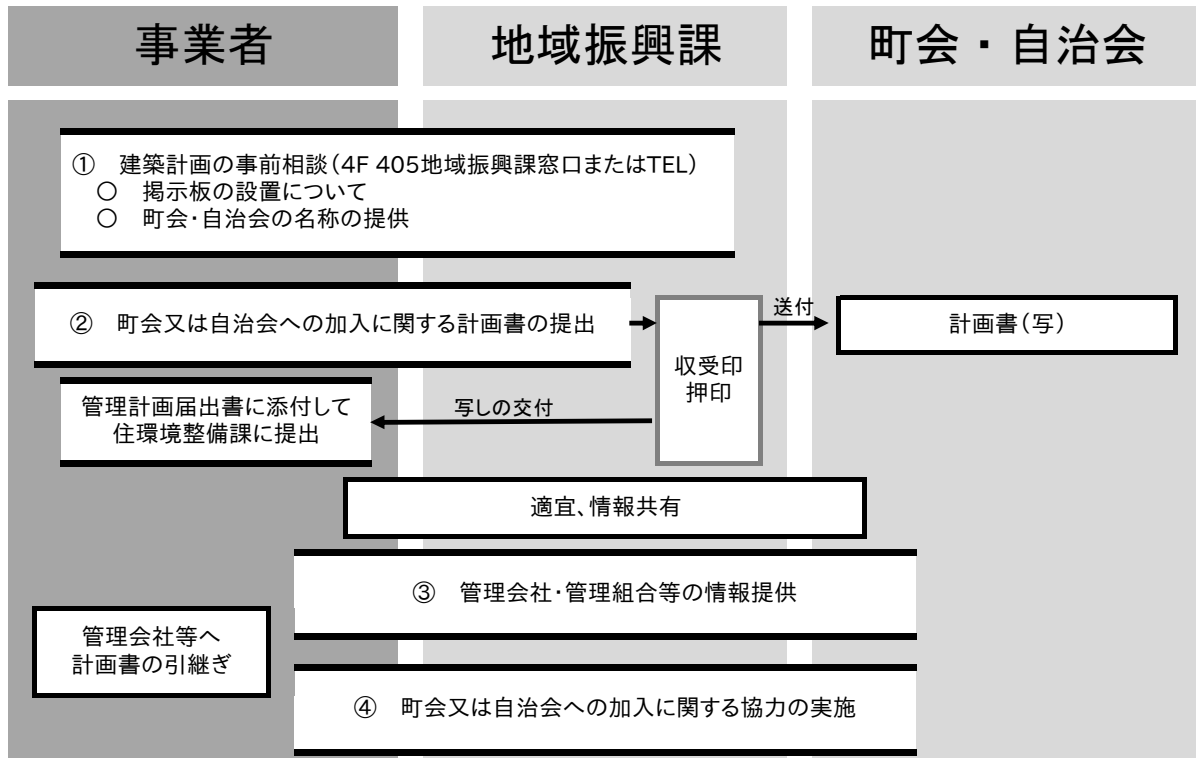 事業者
地域振興課
町会・自治会
① 建築計画の事前相談(4F 405地域振興課窓口またはTEL)
○ 掲示板の設置について
○ 町会・自治会の名称の提供
② 町会又は自治会への加入に関する計画書の提出
収受印
押印
送付
計画書(写)
管理計画届出書に添付して
住環境整備課に提出
写しの交付
適宜、情報共有
③ 管理会社・管理組合等の情報提供
管理会社等へ
計画書の引継ぎ
④ 町会又は自治会への加入に関する協力の実施